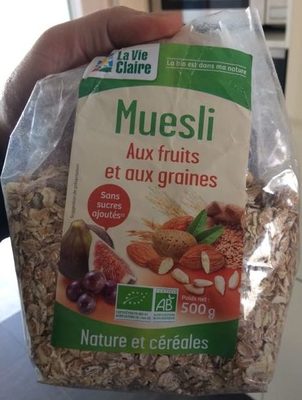 La Vie
Claire
La bio est dans ma nature
Muesli
Aux fruits
et aux graines
Sans
sucres
ajoutés
AB
Poids net :
500 g
Nature et céréales